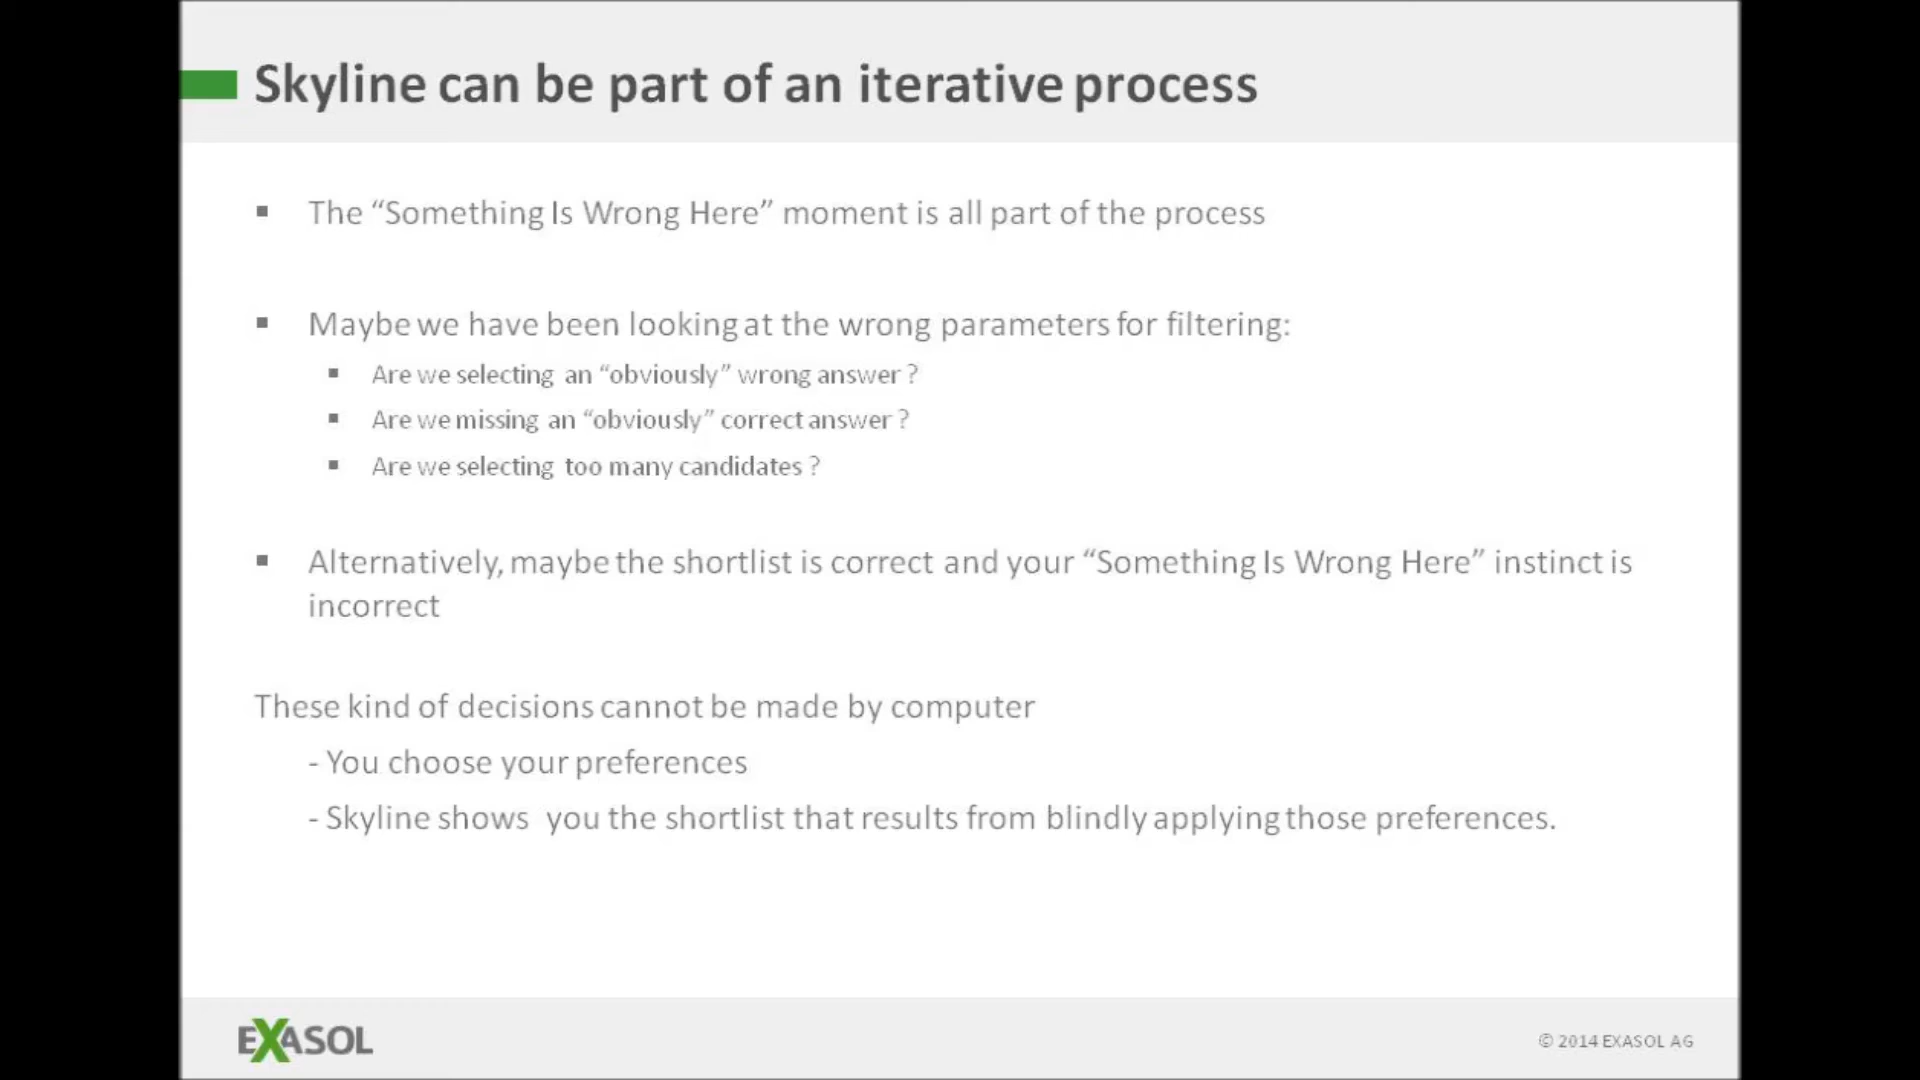 Skyline can be part of an iterative process
▪ The “Something Is Wrong Here” moment is all part of the process
▪ Maybe we have been looking at the wrong parameters for filtering:
▪ Are we selecting an “obviously” wrong answer ?
▪ Are we missing an “obviously” correct answer ?
▪ Are we selecting too many candidates ?
▪ Alternatively, maybe the shortlist is correct and your “Something Is Wrong Here” instinct is
incorrect
These kind of decisions cannot be made by computer
- You choose your preferences
- Skyline shows you the shortlist that results from blindly applying those preferences.
EXASOL
© 2014 EXASOL AG